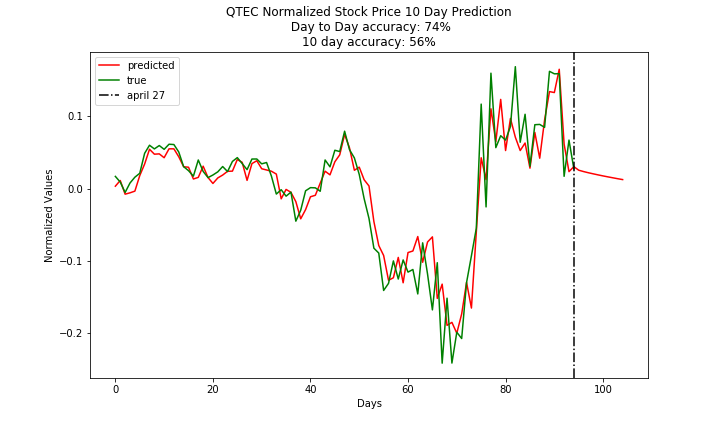 QTEC Normalized Stock Price 10 Day Prediction
Day to Day accuracy: 74%
10 day accuracy: 56%
predicted
true
april 27
Normalized Values
0.1
0.0
−0.1
−0.2
0 20 40 60 80 100
Days